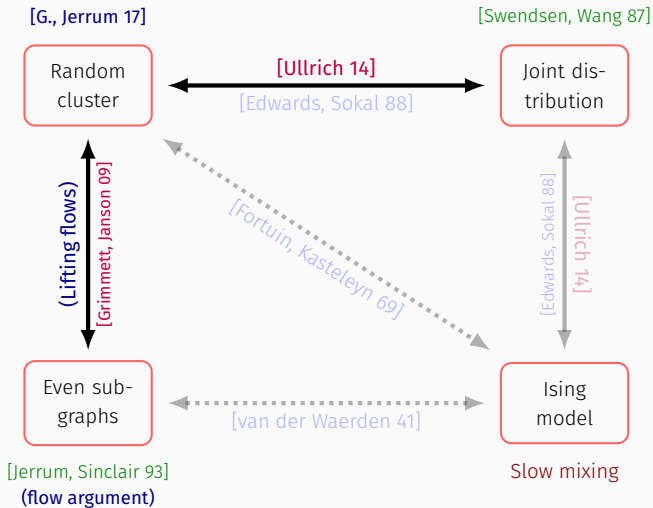 [G., Jerrum 17]
[Swendsen, Wang 87]
Random
cluster
[Ullrich 14]
[Edwards, Sokal 88]
Joint dis-
tribution
(Lifting flows)
[Grimmett, Janson 09]
[Fortuin, Kasteleyn 69]
[Edwards, Sokal 88]
[Ullrich 14]
Even sub-
graphs
[van der Waerden 41]
Ising
model
[Jerrum, Sinclair 93]
(flow argument)
Slow mixing